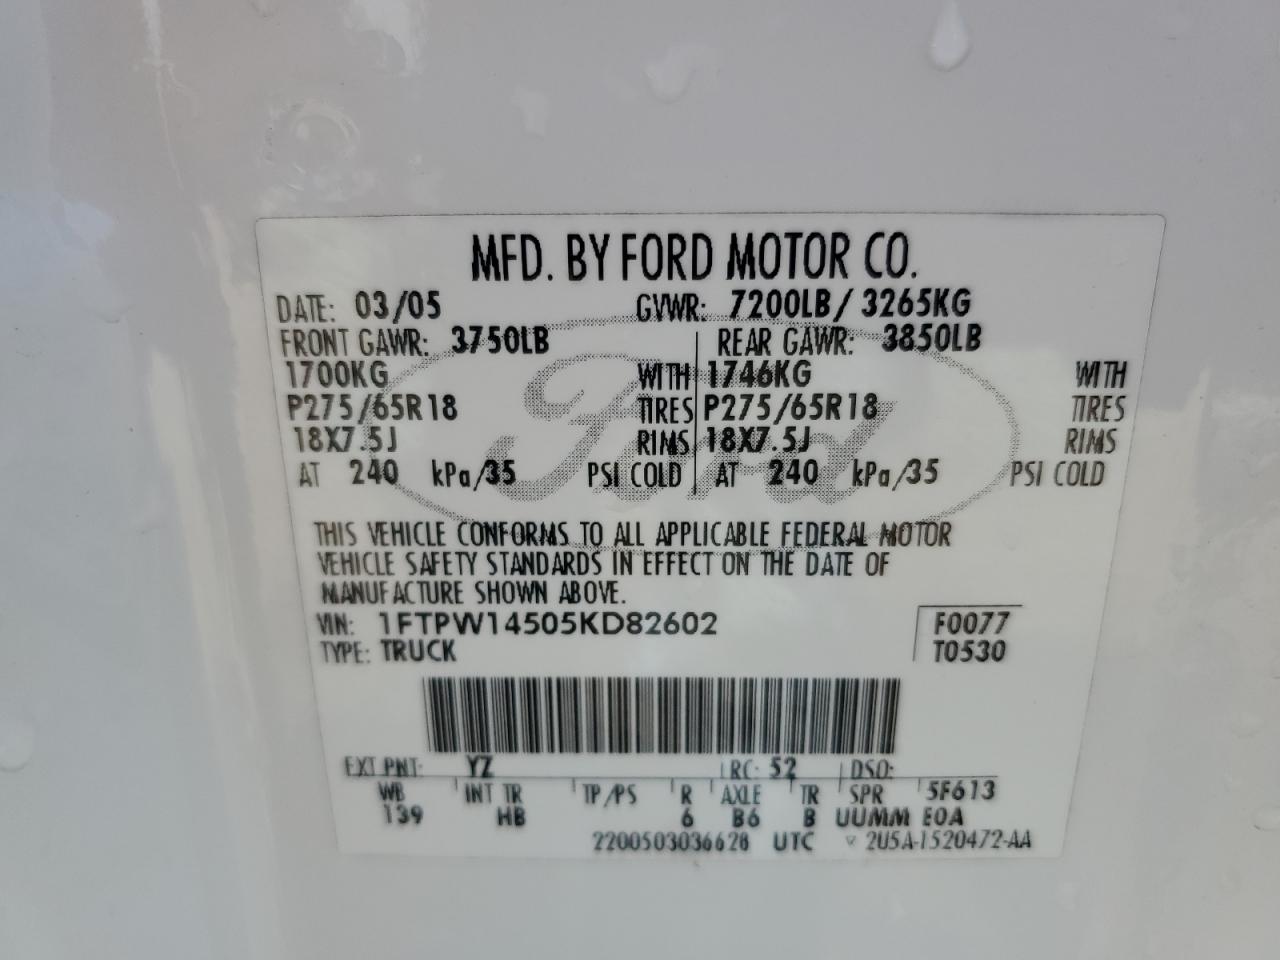 MFD. BY FORD MOTOR CO.
DATE: 03/05 GVWR: 7200LB/ 3265KG
FRONT GAWR: 3750LB REAR GAWR: 3850LB
1700KG WITH 1746KG WITH
P275/65R18 TIRES P275/65R18 TIRES
18X7.5J RIMS 18X7.5J RIMS
AT 240 kPa/35 PSI COLD AT 240 kPa/35 PSI COLD
Ford
THIS VEHICLE CONFORMS TO ALL APPLICABLE FEDERAL MOTOR
VEHICLE SAFETY STANDARDS IN EFFECT ON THE DATE OF
MANUFACTURE SHOWN ABOVE.
VIN: 1FTPW14505KD82602 F0077
TYPE: TRUCK T0530
EXT PNT: YZ RC: 52 DSO:
WB INT TR TP/PS R AXLE TR SPR 5F613
139 HB 6 B6 B UUMM EOA
2200503036628 UTC 2U5A-1520472-AA